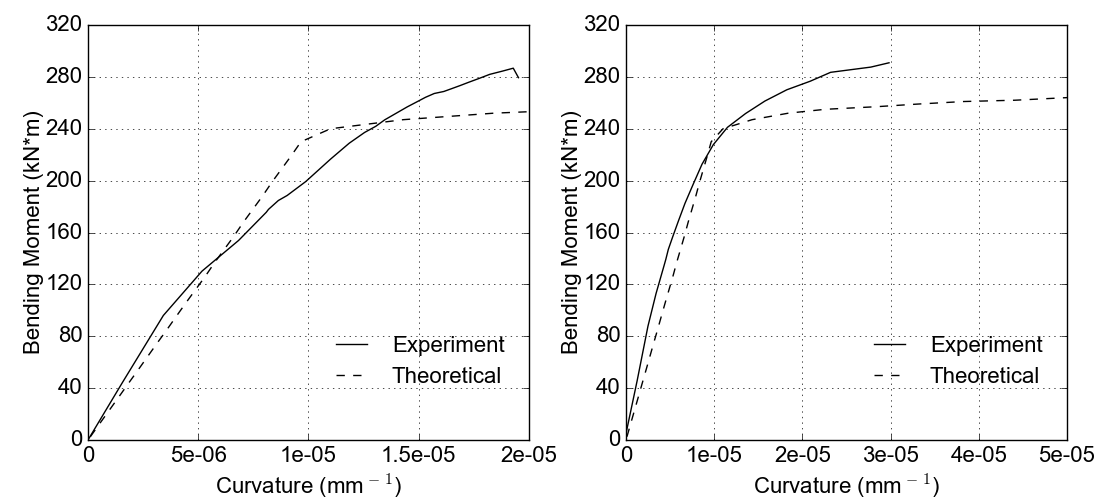 320
280
240
200
160
120
80
40
0
Bending Moment (kN*m)
Experiment
Theoretical
0 5e-06 1e-05 1.5e-05 2e-05
Curvature (mm⁻¹)
320
280
240
200
160
120
80
40
0
Bending Moment (kN*m)
Experiment
Theoretical
0 1e-05 2e-05 3e-05 4e-05 5e-05
Curvature (mm⁻¹)